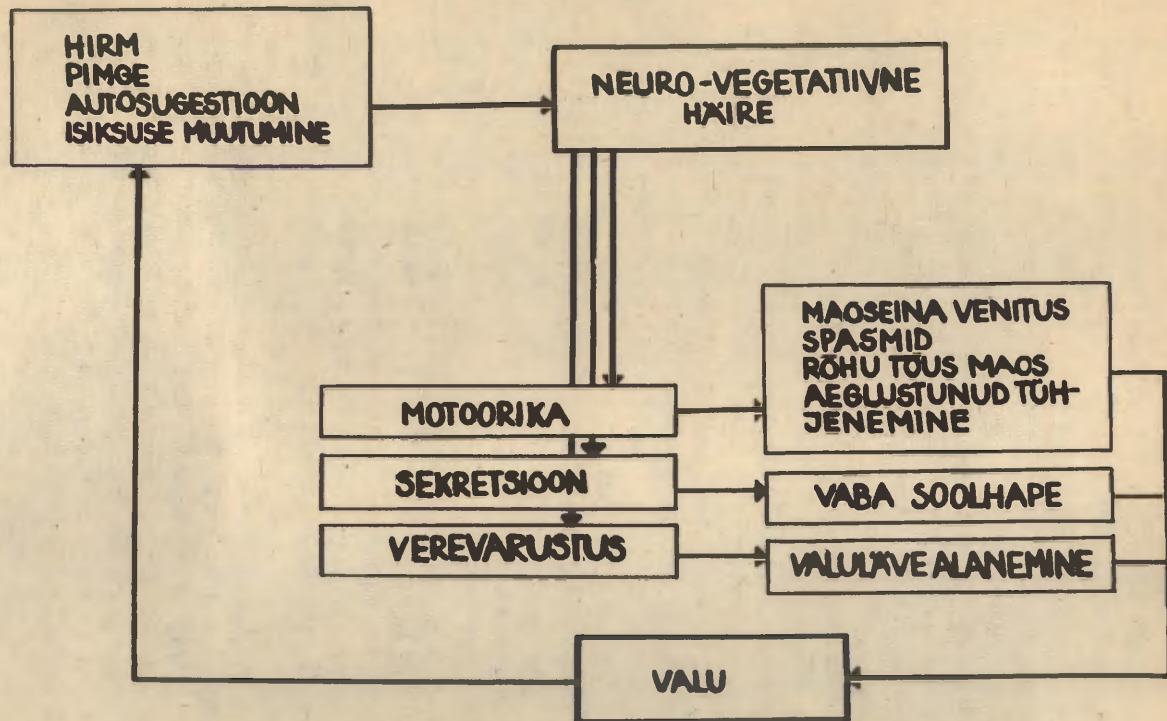 HIRM
PIMGE
AUTOSUGESTIOON
ISIKSUSE MUUTUMINE
NEURO-VEGETATIIVNE
HÄIRE
MAOSEINA VENITUS
SPASMID
RÕHU TÕUS MAOS
AEGLUSTUNUD TÜH-
JENEMINE
MOTOORIKA
SEKRETSIOON
VABA SOOLHAPE
VEREVARUSTUS
VALULÄVE ALANEMINE
VALU